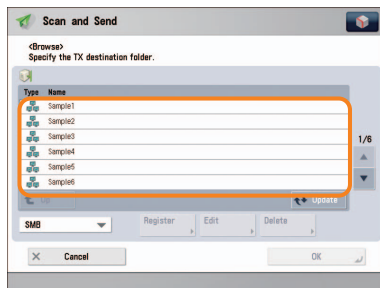 Scan and Send
<Browse>
Specify the TX destination folder.
Type Name
Sample1
Sample2
Sample3
Sample4
Sample5
Sample6
1/6
Up
Update
SMB
Register
Edit
Delete
Cancel
OK